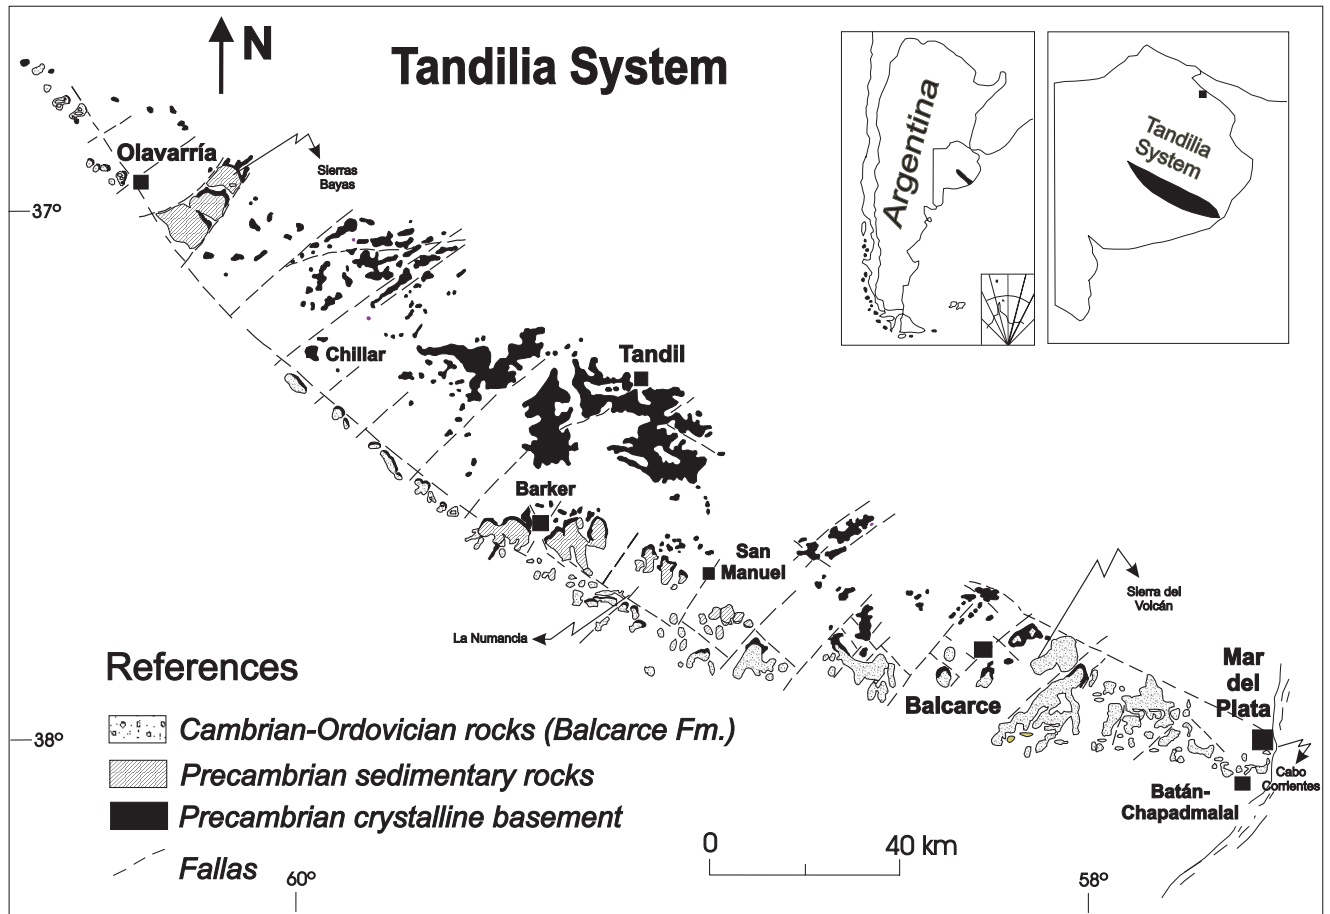 N
Tandilia System
Argentina
Tandilia
System
Olavarría
Sierras
Bayas
37º
Chillar
Tandil
Barker
San
Manuel
La Numancia
Sierra del
Volcán
Balcarce
Mar
del
Plata
Cabo
Corrientes
Batán-
Chapadmalal
38º
References
Cambrian-Ordovician rocks (Balcarce Fm.)
Precambrian sedimentary rocks
Precambrian crystalline basement
Fallas
0
40 km
60º
58º